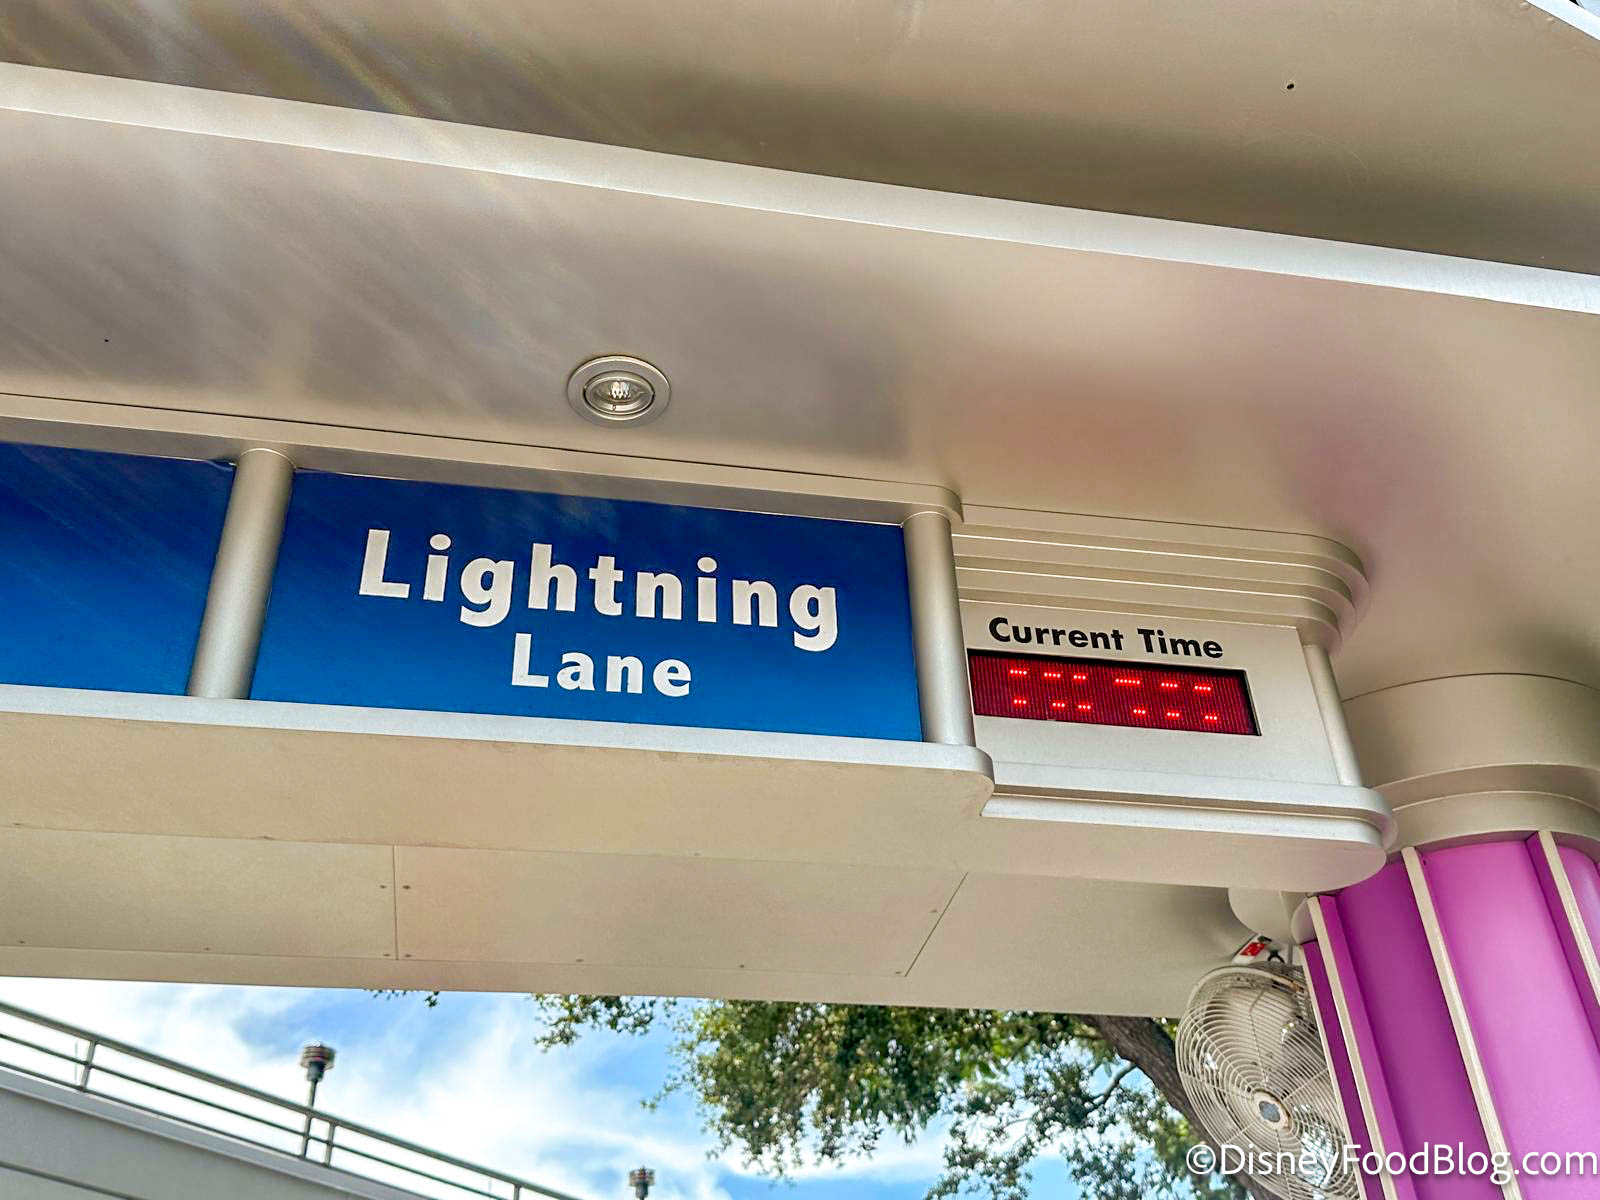 Lightning
Lane
Current Time
©DisneyFoodBlog.com